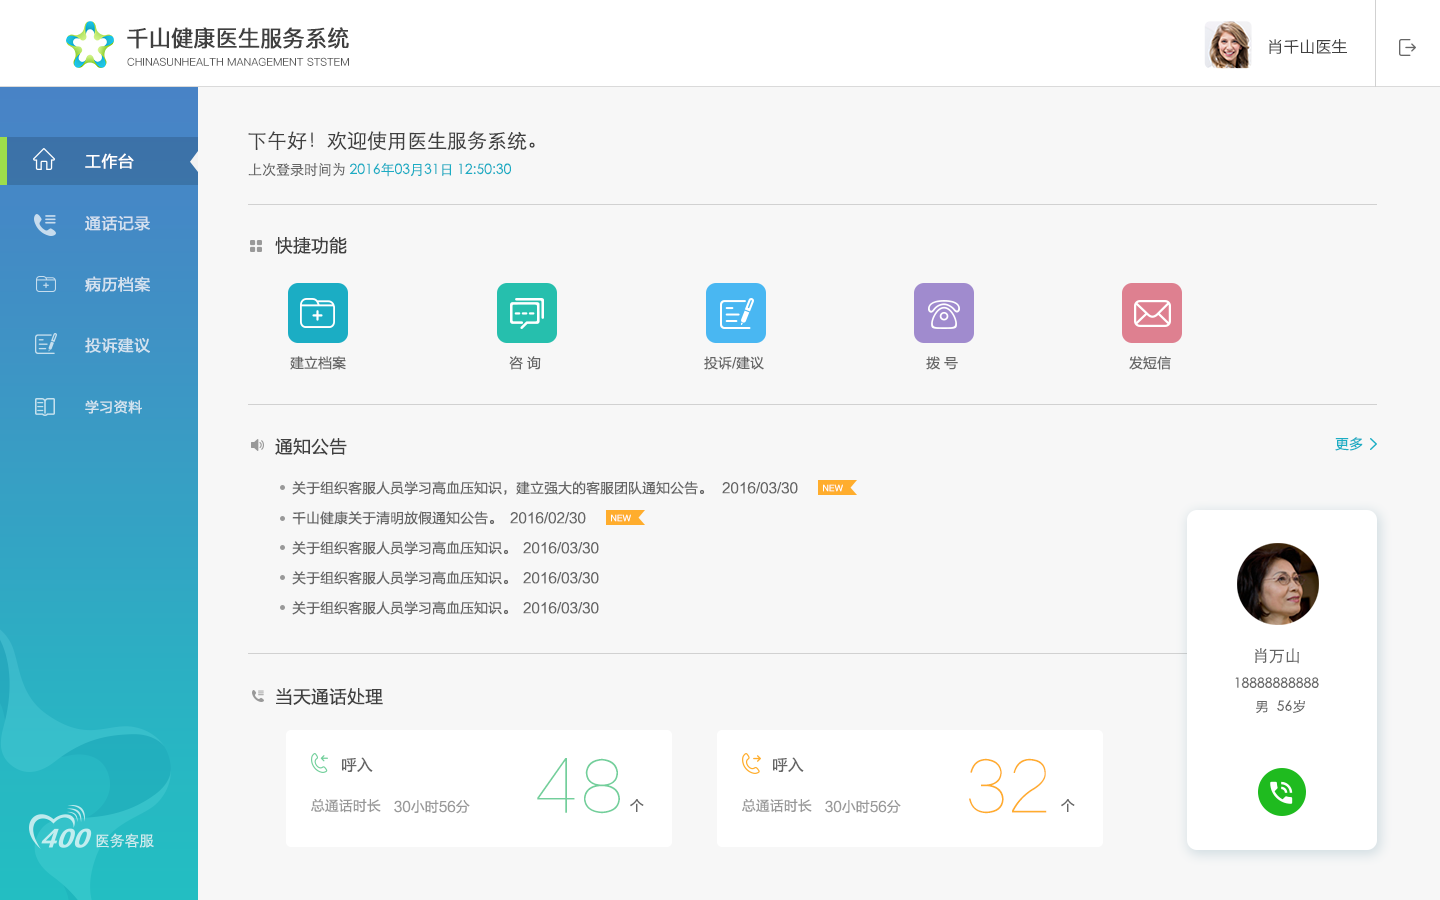 千山健康医生服务系统
CHINASUNHEALTH MANAGEMENT STSTEM
肖千山医生
工作台
通话记录
病历档案
投诉建议
学习资料
400 医务客服
下午好！欢迎使用医生服务系统。
上次登录时间为 2016年03月31日 12:50:30
快捷功能
建立档案
咨 询
投诉/建议
拨 号
发短信
通知公告
更多
关于组织客服人员学习高血压知识，建立强大的客服团队通知公告。 2016/03/30 NEW
千山健康关于清明放假通知公告。 2016/02/30 NEW
关于组织客服人员学习高血压知识。 2016/03/30
关于组织客服人员学习高血压知识。 2016/03/30
关于组织客服人员学习高血压知识。 2016/03/30
当天通话处理
呼入
48 个
总通话时长 30小时56分
呼入
32 个
总通话时长 30小时56分
肖万山
18888888888
男 56岁